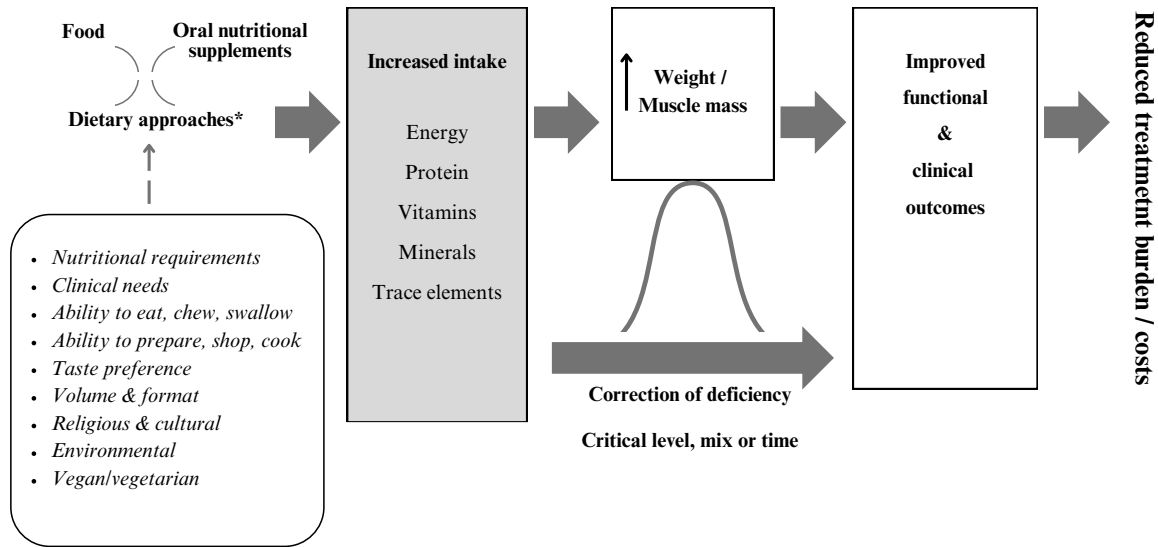 Food
Oral nutritional
supplements
Dietary approaches*
• Nutritional requirements
• Clinical needs
• Ability to eat, chew, swallow
• Ability to prepare, shop, cook
• Taste preference
• Volume & format
• Religious & cultural
• Environmental
• Vegan/vegetarian
Increased intake
Energy
Protein
Vitamins
Minerals
Trace elements
Weight /
Muscle mass
Correction of deficiency
Critical level, mix or time
Improved
functional
&
clinical
outcomes
Reduced treatmetnt burden / costs